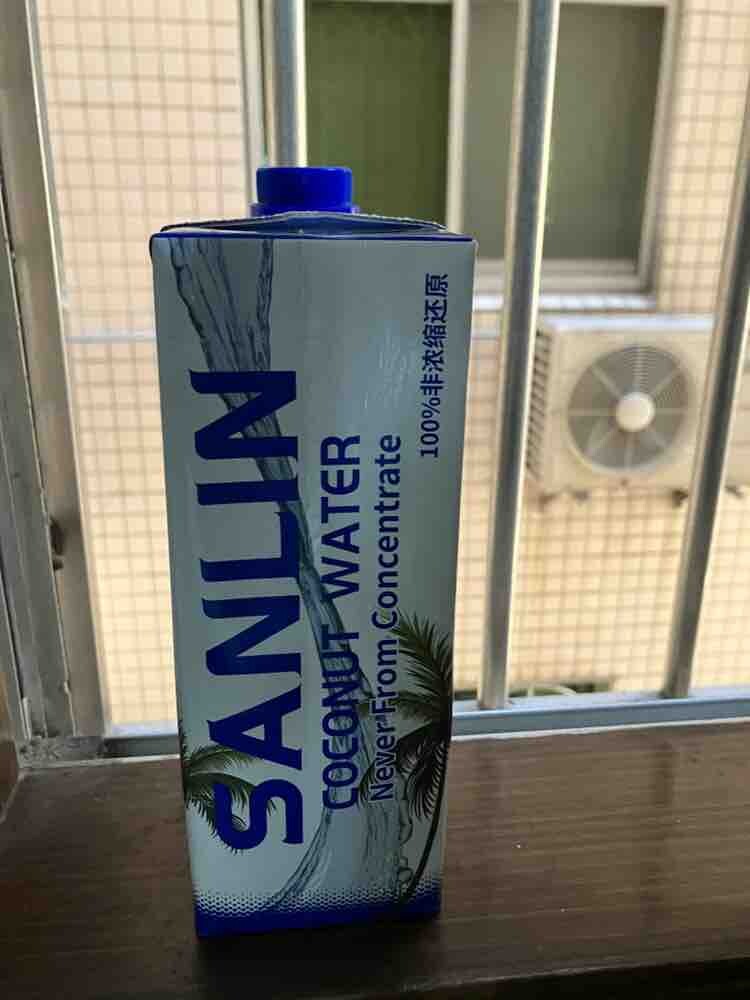 SANLIN
COCONUT WATER
Never From Concentrate
100%非浓缩还原